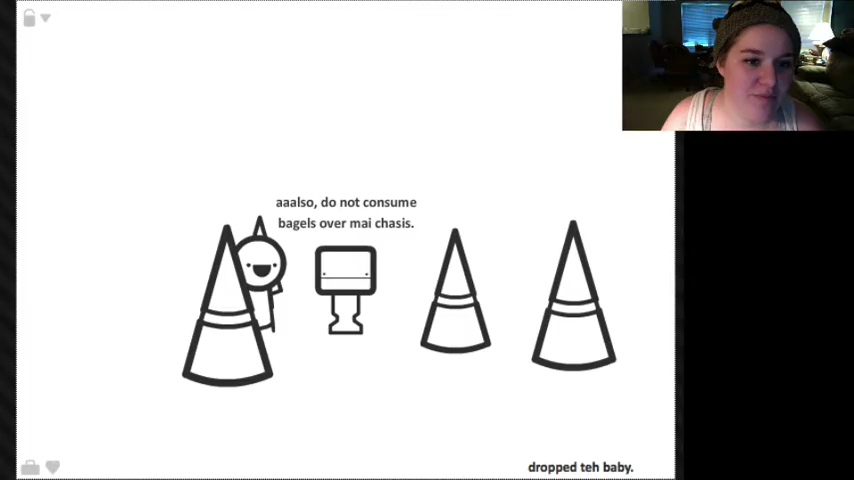 aaalso, do not consume
bagels over mai chasis.
dropped teh baby.